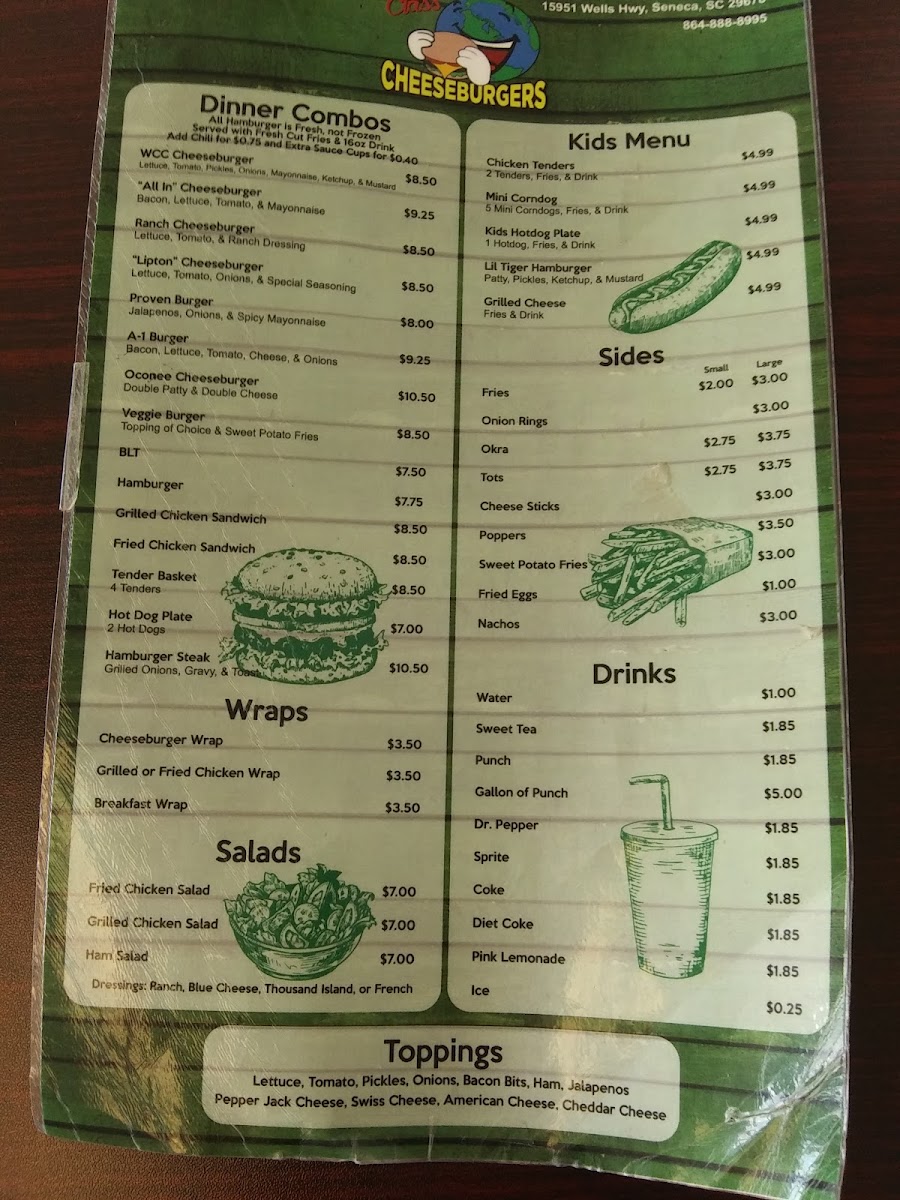 Class
15951 Wells Hwy, Seneca, SC
864-888-8995
CHEESEBURGERS
Dinner Combos
All Hamburger is Fresh, not Frozen
Served with Fresh Cut Fries & 16oz Drink
Add Chili for $0.75 and Extra Sauce Cups for $0.40
WCC Cheeseburger $8.50
Lettuce, Tomato, Pickles, Onions, Mayonnaise, Ketchup, & Mustard
"All In" Cheeseburger $9.25
Bacon, Lettuce, Tomato, & Mayonnaise
Ranch Cheeseburger $8.50
Lettuce, Tomato, & Ranch Dressing
"Lipton" Cheeseburger $8.50
Lettuce, Tomato, Onions, & Special Seasoning
Proven Burger $8.00
Jalapenos, Onions, & Spicy Mayonnaise
A-1 Burger $9.25
Bacon, Lettuce, Tomato, Cheese, & Onions
Oconee Cheeseburger $10.50
Double Patty & Double Cheese
Veggie Burger $8.50
Topping of Choice & Sweet Potato Fries
BLT $7.50
Hamburger $7.75
Grilled Chicken Sandwich $8.50
Fried Chicken Sandwich $8.50
Tender Basket $8.50
4 Tenders
Hot Dog Plate $7.00
2 Hot Dogs
Hamburger Steak $10.50
Grilled Onions, Gravy, & Toast
Wraps
Cheeseburger Wrap $3.50
Grilled or Fried Chicken Wrap $3.50
Breakfast Wrap $3.50
Salads
Fried Chicken Salad $7.00
Grilled Chicken Salad $7.00
Ham Salad $7.00
Dressings: Ranch, Blue Cheese, Thousand Island, or French
Kids Menu
Chicken Tenders $4.99
2 Tenders, Fries, & Drink
Mini Corndog $4.99
5 Mini Corndogs, Fries, & Drink
Kids Hotdog Plate $4.99
1 Hotdog, Fries, & Drink
Lil Tiger Hamburger $4.99
Patty, Pickles, Ketchup, & Mustard
Grilled Cheese $4.99
Fries & Drink
Sides
Small Large
Fries $2.00 $3.00
Onion Rings $3.00
Okra $2.75 $3.75
Tots $2.75 $3.75
Cheese Sticks $3.00
Poppers $3.50
Sweet Potato Fries $3.00
Fried Eggs $1.00
Nachos $3.00
Drinks
Water $1.00
Sweet Tea $1.85
Punch $1.85
Gallon of Punch $5.00
Dr. Pepper $1.85
Sprite $1.85
Coke $1.85
Diet Coke $1.85
Pink Lemonade $1.85
Ice $0.25
Toppings
Lettuce, Tomato, Pickles, Onions, Bacon Bits, Ham, Jalapenos
Pepper Jack Cheese, Swiss Cheese, American Cheese, Cheddar Cheese